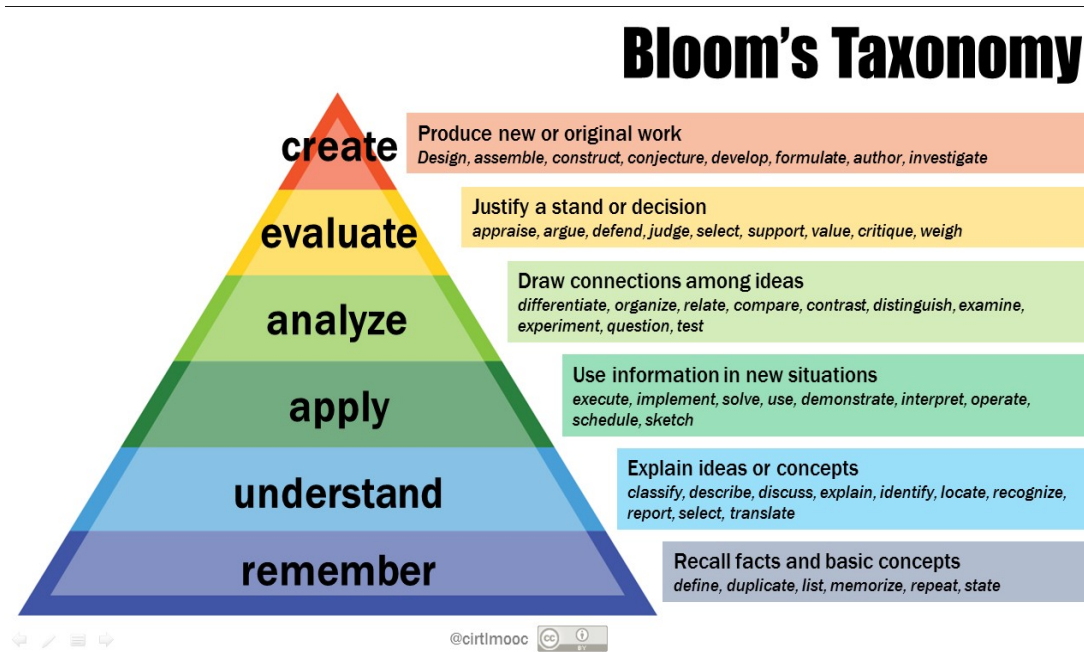 Bloom's Taxonomy
create
Produce new or original work
Design, assemble, construct, conjecture, develop, formulate, author, investigate
evaluate
Justify a stand or decision
appraise, argue, defend, judge, select, support, value, critique, weigh
analyze
Draw connections among ideas
differentiate, organize, relate, compare, contrast, distinguish, examine,
experiment, question, test
apply
Use information in new situations
execute, implement, solve, use, demonstrate, interpret, operate,
schedule, sketch
understand
Explain ideas or concepts
classify, describe, discuss, explain, identify, locate, recognize,
report, select, translate
remember
Recall facts and basic concepts
define, duplicate, list, memorize, repeat, state
@cirtlmooc cc BY